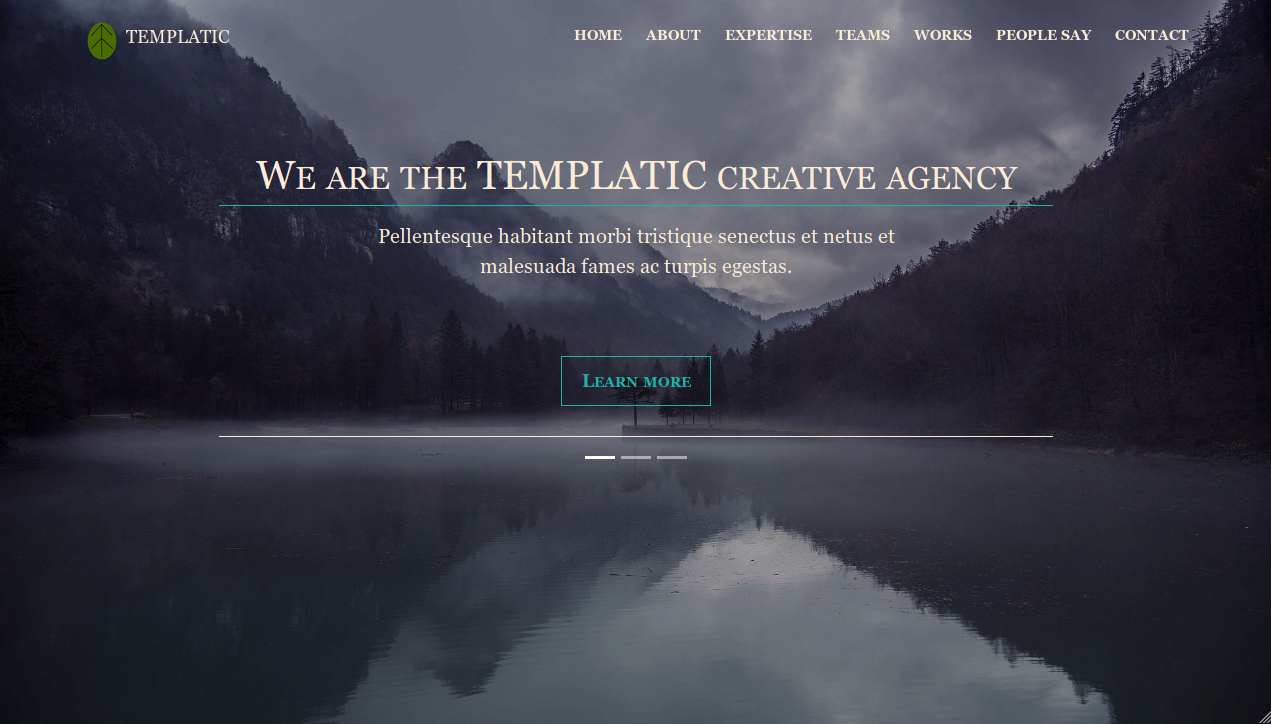 TEMPLATIC
HOME ABOUT EXPERTISE TEAMS WORKS PEOPLE SAY CONTACT
We are the TEMPLATIC creative agency
Pellentesque habitant morbi tristique senectus et netus et
malesuada fames ac turpis egestas.
Learn more